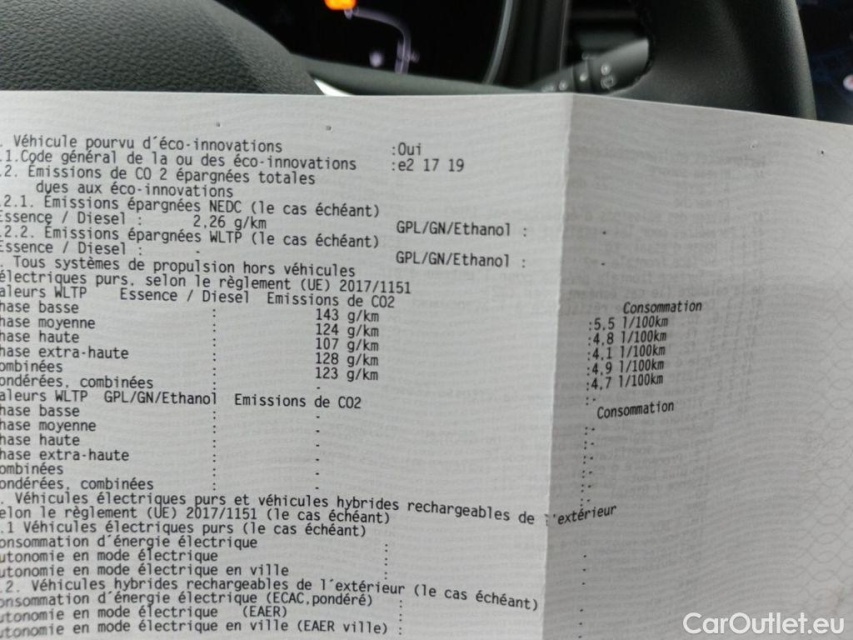 . Véhicule pourvu d'éco-innovations :Oui
.1.Code général de la ou des éco-innovations :e2 17 19
.2. Émissions de CO 2 épargnées totales
dues aux éco-innovations
.2.1. Émissions épargnées NEDC (le cas échéant)
Essence / Diesel : 2,26 g/km GPL/GN/Ethanol :
.2.2. Émissions épargnées WLTP (le cas échéant)
Essence / Diesel : - GPL/GN/Ethanol :
. Tous systèmes de propulsion hors véhicules
électriques purs, selon le règlement (UE) 2017/1151
aleurs WLTP Essence / Diesel Emissions de CO2 Consommation
hase basse : 143 g/km :5,5 l/100km
hase moyenne : 124 g/km :4,8 l/100km
hase haute : 107 g/km :4,1 l/100km
hase extra-haute : 128 g/km :4,9 l/100km
ombinées : 123 g/km :4,7 l/100km
ondérées, combinées : - :-
aleurs WLTP GPL/GN/Ethanol Emissions de CO2 Consommation
hase basse : - :-
hase moyenne : - :-
hase haute : - :-
hase extra-haute : - :-
ombinées : - :-
ondérées, combinées : - :-
. Véhicules électriques purs et véhicules hybrides rechargeables de l'extérieur
selon le règlement (UE) 2017/1151 (le cas échéant)
.1 Véhicules électriques purs (le cas échéant)
onsommation d'énergie électrique :
utonomie en mode électrique :
utonomie en mode électrique en ville :
.2. Véhicules hybrides rechargeables de l'extérieur (le cas échéant)
onsommation d'énergie électrique (ECAC,pondéré) :
utonomie en mode électrique (EAER) :
utonomie en mode électrique en ville (EAER ville) :
CarOutlet.eu